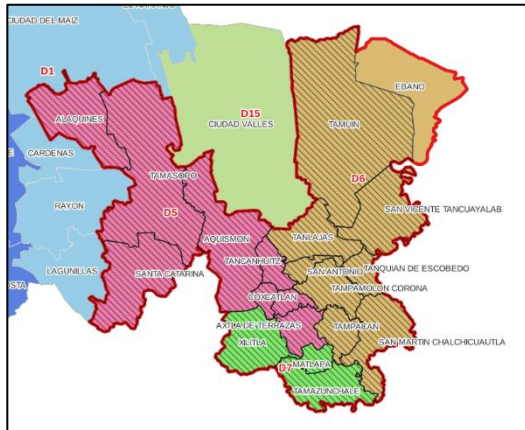 CIUDAD DEL MAIZ
D1
EBANO
ALAQUINES
D15
CIUDAD VALLES
TAMUIN
CARDENAS
TAMASOPO
D6
RAYON
D5
SAN VICENTE TANCUAYALAB
AQUISMON
TANLAJAS
TANCANHUITZ
LAGUNILLAS
SANTA CATARINA
SAN ANTONIO
TANQUIAN DE ESCOBEDO
OSTA
COXCATLAN
TAMPAMOLON CORONA
AXTLA DE TERRAZAS
TAMPACAN
XILITLA
SAN MARTIN CHALCHICUAUTLA
MATLAPA
D7
TAMAZUNCHALE